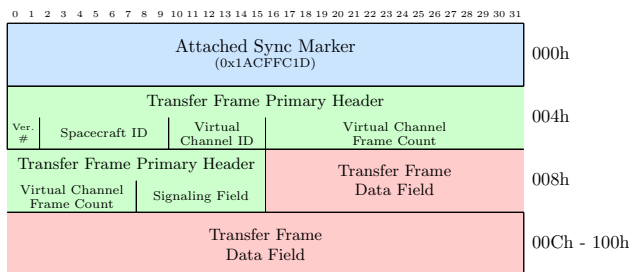 0 1 2 3 4 5 6 7 8 9 10 11 12 13 14 15 16 17 18 19 20 21 22 23 24 25 26 27 28 29 30 31
Attached Sync Marker
(0x1ACFFC1D)
000h
Transfer Frame Primary Header
004h
Ver.
#
Spacecraft ID
Virtual
Channel ID
Virtual Channel
Frame Count
Transfer Frame Primary Header
Virtual Channel
Frame Count
Signaling Field
Transfer Frame
Data Field
008h
Transfer Frame
Data Field
00Ch - 100h